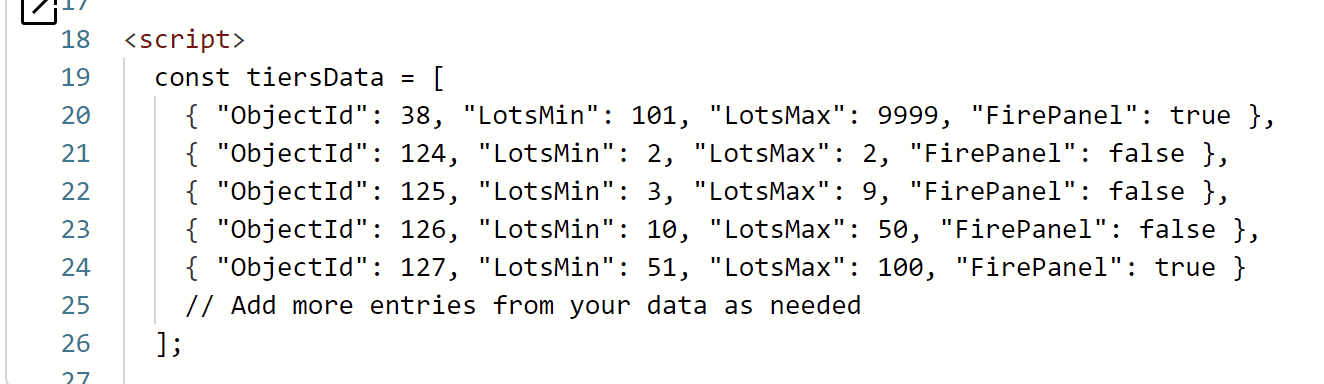 17
18 <script>
19 const tiersData = [
20 { "ObjectId": 38, "LotsMin": 101, "LotsMax": 9999, "FirePanel": true },
21 { "ObjectId": 124, "LotsMin": 2, "LotsMax": 2, "FirePanel": false },
22 { "ObjectId": 125, "LotsMin": 3, "LotsMax": 9, "FirePanel": false },
23 { "ObjectId": 126, "LotsMin": 10, "LotsMax": 50, "FirePanel": false },
24 { "ObjectId": 127, "LotsMin": 51, "LotsMax": 100, "FirePanel": true }
25 // Add more entries from your data as needed
26 ];
27